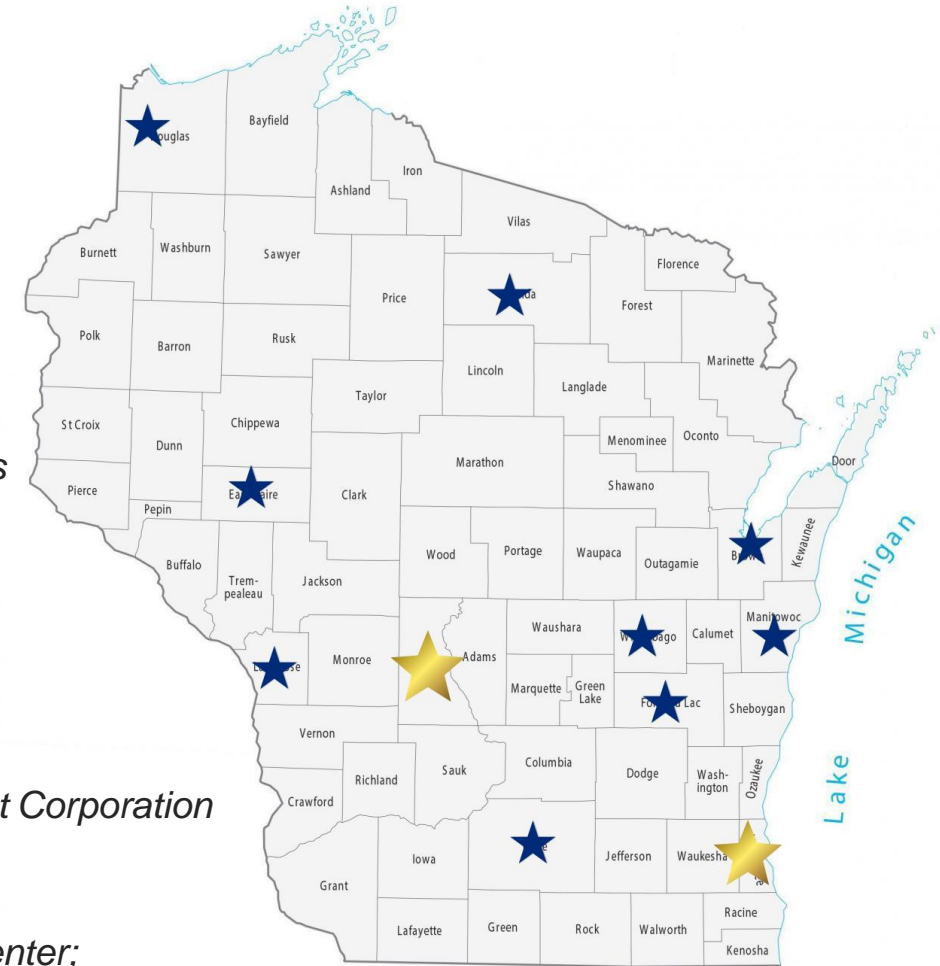 ouglas
Bayfield
Iron
Ashland
Vilas
Burnett
Washburn
Sawyer
Florence
Price
Forest
Polk
Barron
Rusk
Marinette
Lincoln
Langlade
Taylor
St Croix
Chippewa
Dunn
Menominee
Oconto
Marathon
Door
s
Pierce
Clark
Shawano
Pepin
Kewaunee
Buffalo
Wood
Portage
Waupaca
Outagamie
Trem-
pealeau
Jackson
Manitowoc
Waushara
Calumet
Monroe
Adams
Marquette
Green
Lake
Lac
Sheboygan
Vernon
Columbia
Sauk
Richland
Dodge
Wash-
ington
Ozaukee
Crawford
t Corporation
Iowa
Jefferson
Waukesha
Grant
Racine
Lafayette
Green
Rock
Walworth
Kenosha
enter;
Lake Michigan